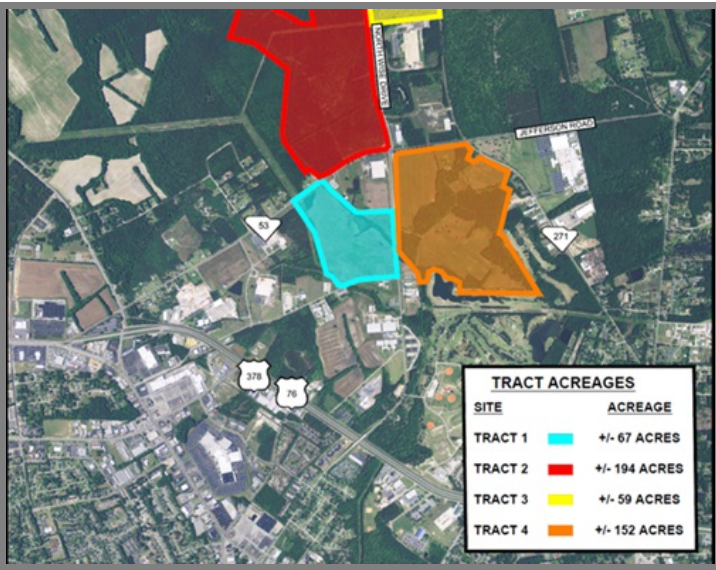 NORTH WISE DRIVE
JEFFERSON ROAD
53
271
378
76
TRACT ACREAGES
SITE ACREAGE
TRACT 1 +/- 67 ACRES
TRACT 2 +/- 194 ACRES
TRACT 3 +/- 59 ACRES
TRACT 4 +/- 152 ACRES